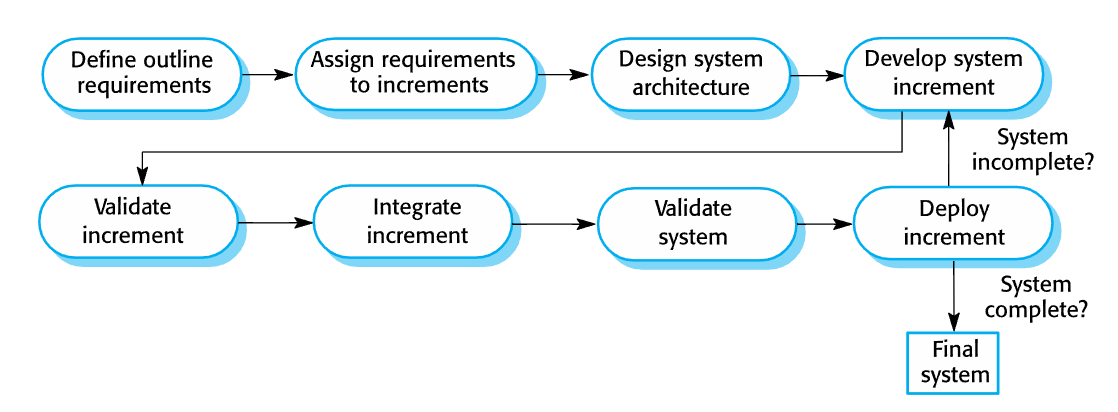 Define outline
requirements
Assign requirements
to increments
Design system
architecture
Develop system
increment
System
incomplete?
Validate
increment
Integrate
increment
Validate
system
Deploy
increment
System
complete?
Final
system